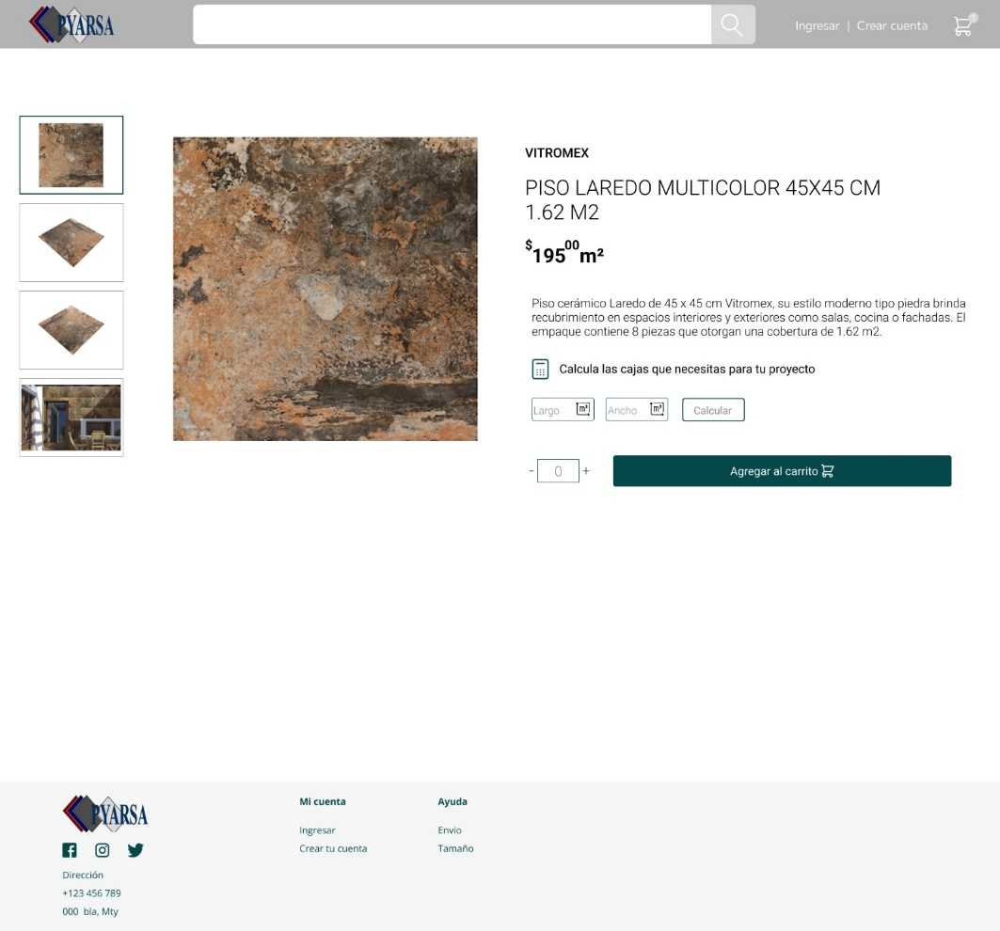 PYARSA
Ingresar | Crear cuenta
1
VITROMEX
PISO LAREDO MULTICOLOR 45X45 CM
1.62 M2
$19500 m²
Piso cerámico Laredo de 45 x 45 cm Vitromex, su estilo moderno tipo piedra brinda
recubrimiento en espacios interiores y exteriores como salas, cocina o fachadas. El
empaque contiene 8 piezas que otorgan una cobertura de 1.62 m2.
Calcula las cajas que necesitas para tu proyecto
Largo m² Ancho m² Calcular
- 0 + Agregar al carrito
PYARSA
Mi cuenta
Ingresar
Crear tu cuenta
Ayuda
Envio
Tamaño
Dirección
+123 456 789
000 bla, Mty